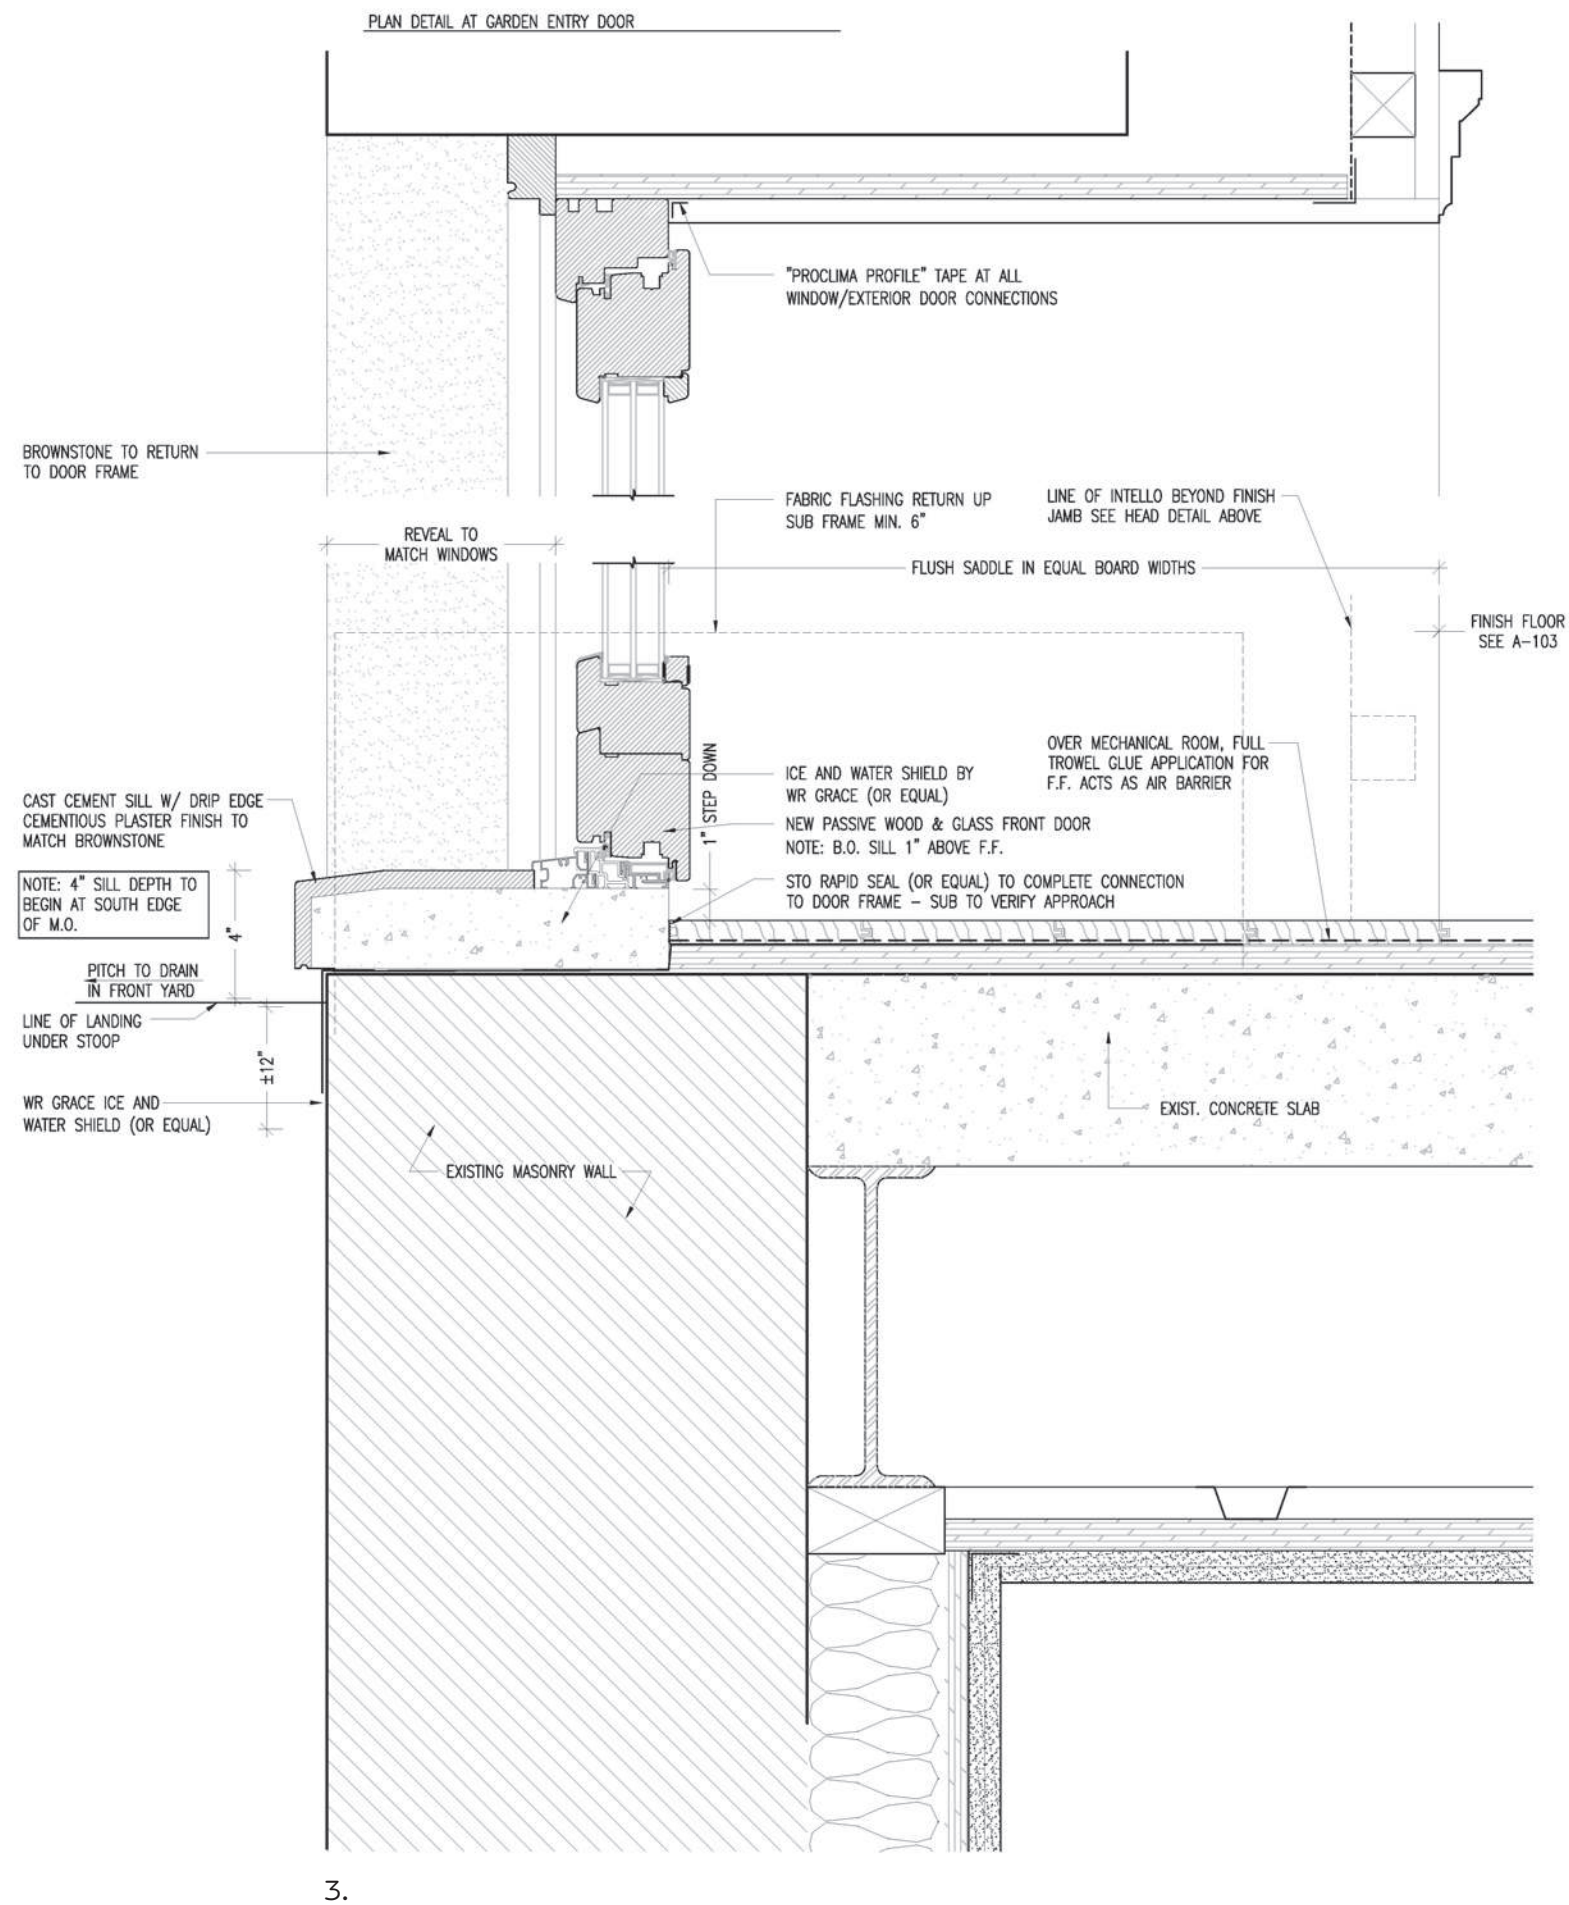 PLAN DETAIL AT GARDEN ENTRY DOOR
"PROCLIMA PROFILE" TAPE AT ALL
WINDOW/EXTERIOR DOOR CONNECTIONS
BROWNSTONE TO RETURN
TO DOOR FRAME
FABRIC FLASHING RETURN UP
SUB FRAME MIN. 6"
LINE OF INTELLO BEYOND FINISH
JAMB SEE HEAD DETAIL ABOVE
REVEAL TO
MATCH WINDOWS
FLUSH SADDLE IN EQUAL BOARD WIDTHS
FINISH FLOOR
SEE A-103
OVER MECHANICAL ROOM, FULL
TROWEL GLUE APPLICATION FOR
F.F. ACTS AS AIR BARRIER
1" STEP DOWN
ICE AND WATER SHIELD BY
WR GRACE (OR EQUAL)
NEW PASSIVE WOOD & GLASS FRONT DOOR
NOTE: B.O. SILL 1" ABOVE F.F.
STO RAPID SEAL (OR EQUAL) TO COMPLETE CONNECTION
TO DOOR FRAME - SUB TO VERIFY APPROACH
CAST CEMENT SILL W/ DRIP EDGE
CEMENTIOUS PLASTER FINISH TO
MATCH BROWNSTONE
NOTE: 4" SILL DEPTH TO
BEGIN AT SOUTH EDGE
OF M.O.
4"
PITCH TO DRAIN
IN FRONT YARD
LINE OF LANDING
UNDER STOOP
±12"
WR GRACE ICE AND
WATER SHIELD (OR EQUAL)
EXIST. CONCRETE SLAB
EXISTING MASONRY WALL
3.